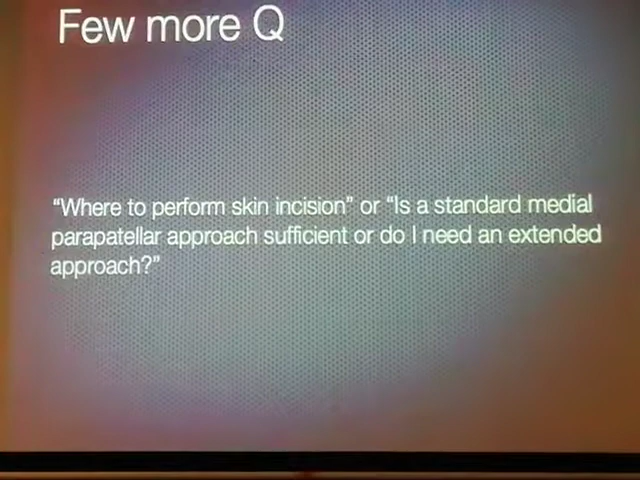 Few more Q
“Where to perform skin incision” or “Is a standard medial
parapatellar approach sufficient or do I need an extended
approach?”